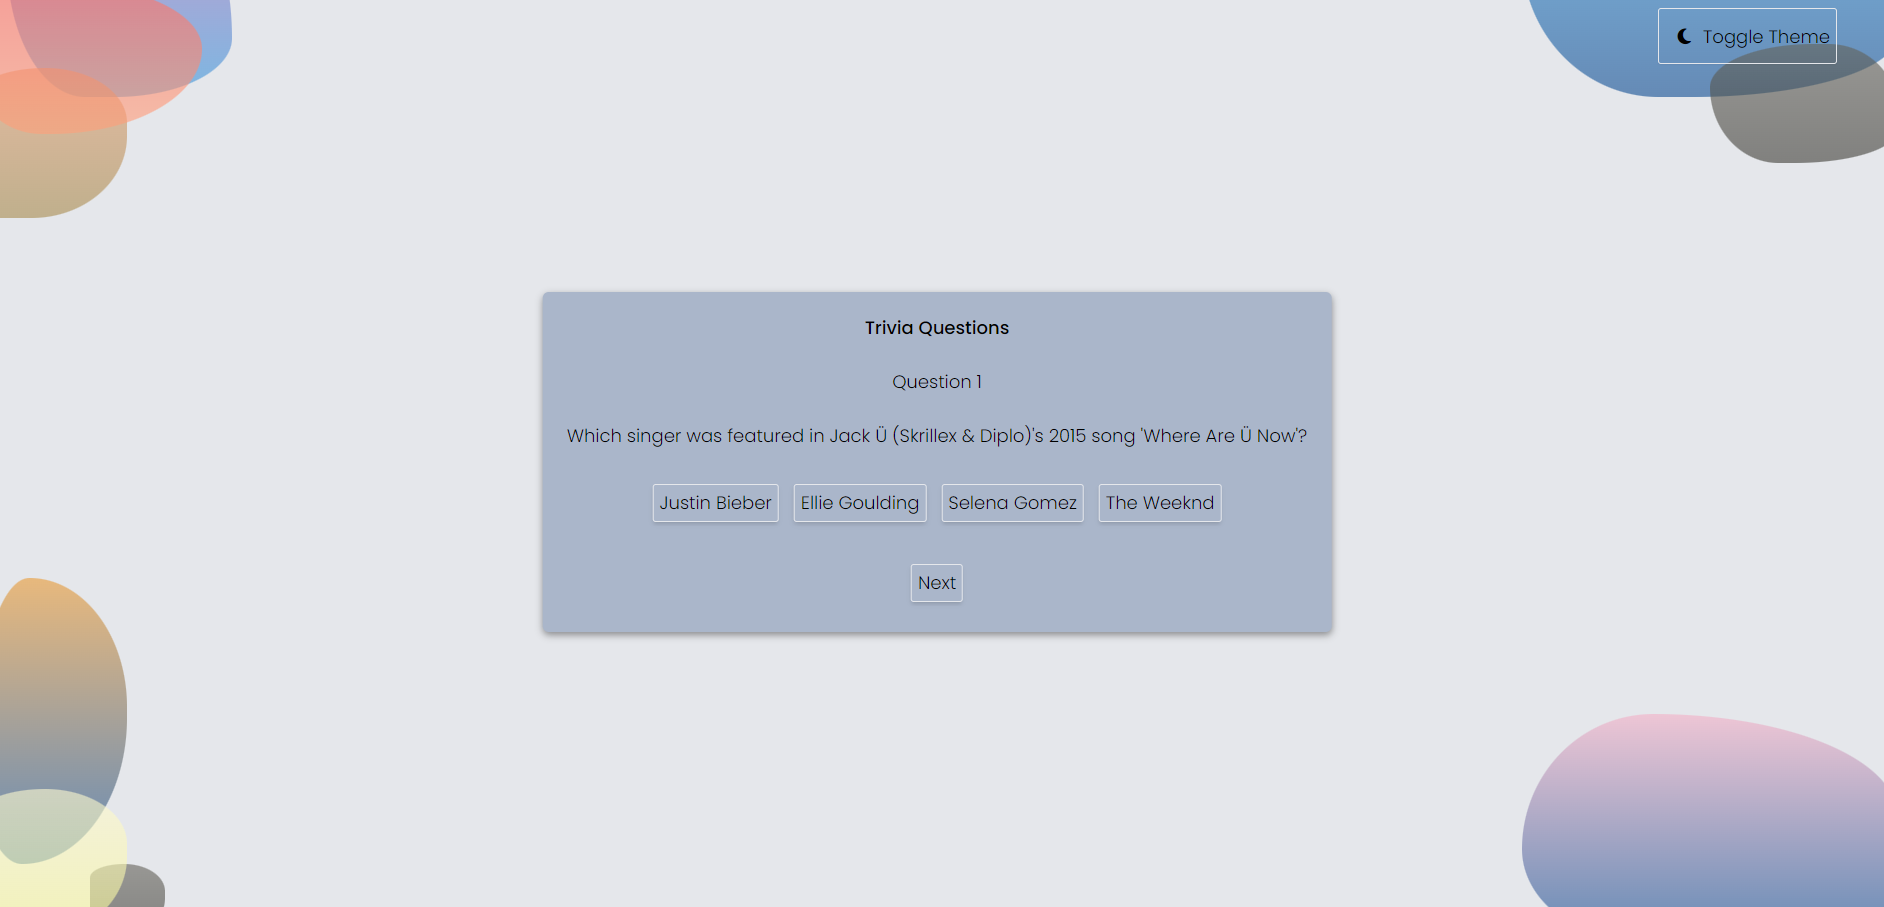 Toggle Theme
Trivia Questions
Question 1
Which singer was featured in Jack Ü (Skrillex & Diplo)'s 2015 song 'Where Are Ü Now'?
Justin Bieber Ellie Goulding Selena Gomez The Weeknd
Next